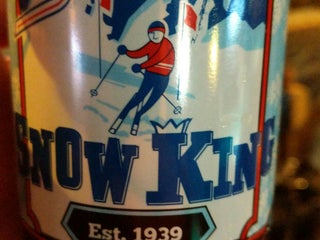 SNOW KING
Est. 1939